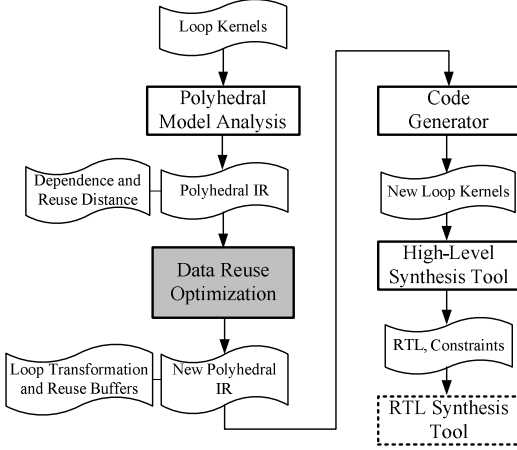 Loop Kernels
Polyhedral
Model Analysis
Dependence and
Reuse Distance
Polyhedral IR
Data Reuse
Optimization
Loop Transformation
and Reuse Buffers
New Polyhedral
IR
Code
Generator
New Loop Kernels
High-Level
Synthesis Tool
RTL, Constraints
RTL Synthesis
Tool